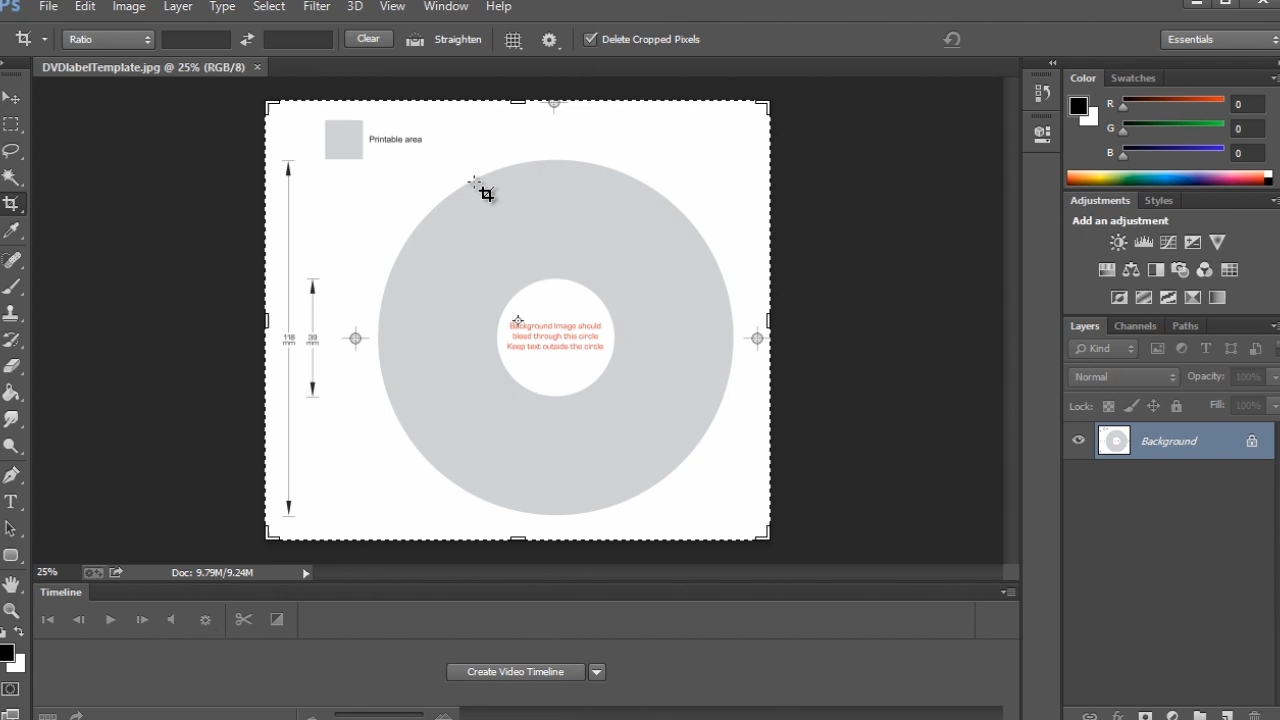 PS File Edit Image Layer Type Select Filter 3D View Window Help
Ratio Clear Straighten Delete Cropped Pixels Essentials
DVDlabelTemplate.jpg @ 25% (RGB/8) ×
Color Swatches
R 0
G 0
B 0
Printable area
Adjustments Styles
Add an adjustment
118
mm
39
mm
Background Image should
bleed through this circle
Keep text outside the circle
Layers Channels Paths
Kind
Normal Opacity: 100%
Lock: Fill: 100%
Background
25% Doc: 9.79M/9.24M
Timeline
Create Video Timeline